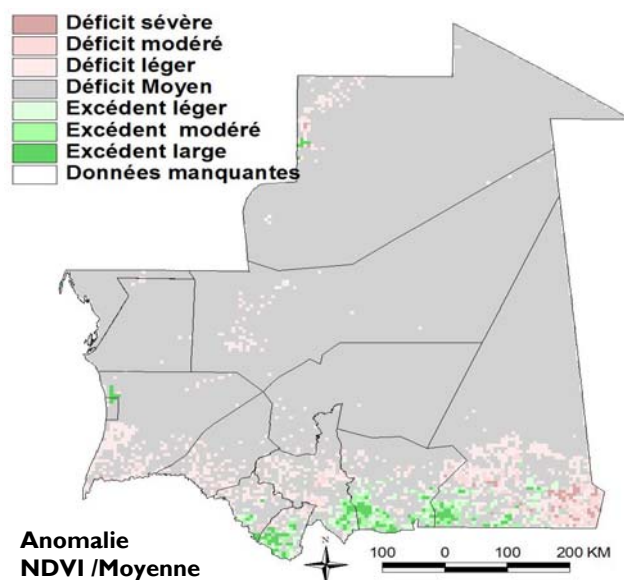 Déficit sévère
Déficit modéré
Déficit léger
Déficit Moyen
Excédent léger
Excédent modéré
Excédent large
Données manquantes
Anomalie
NDVI /Moyenne
N
100 0 100 200 KM